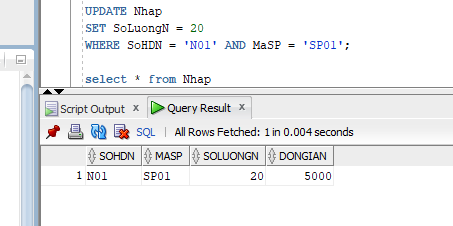 UPDATE Nhap
SET SoLuongN = 20
WHERE SoHDN = 'N01' AND MaSP = 'SP01';
select * from Nhap
Script Output x Query Result x
SQL | All Rows Fetched: 1 in 0.004 seconds
SOHDN MASP SOLUONGN DONGIAN
1 N01 SP01 20 5000